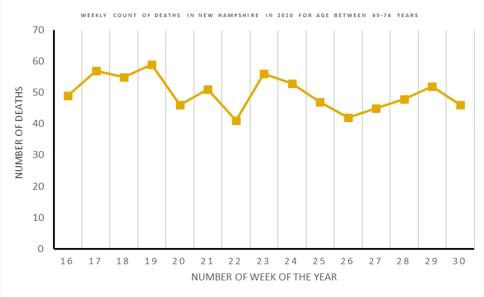 WEEKLY COUNT OF DEATHS IN NEW HAMPSHIRE IN 2020 FOR AGE BETWEEN 65-74 YEARS
70
60
50
40
30
20
10
0
NUMBER OF DEATHS
16 17 18 19 20 21 22 23 24 25 26 27 28 29 30
NUMBER OF WEEK OF THE YEAR